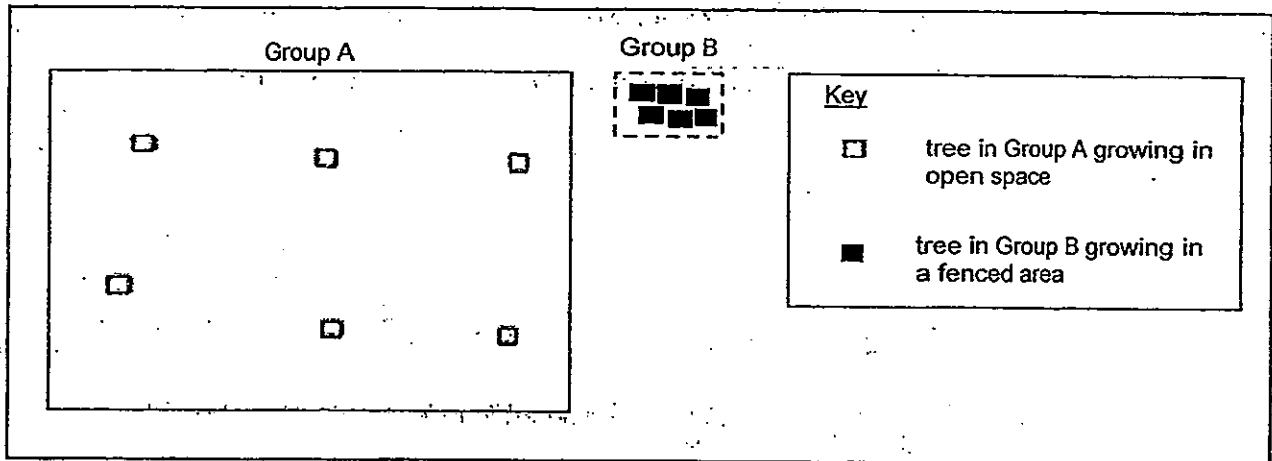 Group A
Group B
Key
tree in Group A growing in
open space
tree in Group B growing in
a fenced area